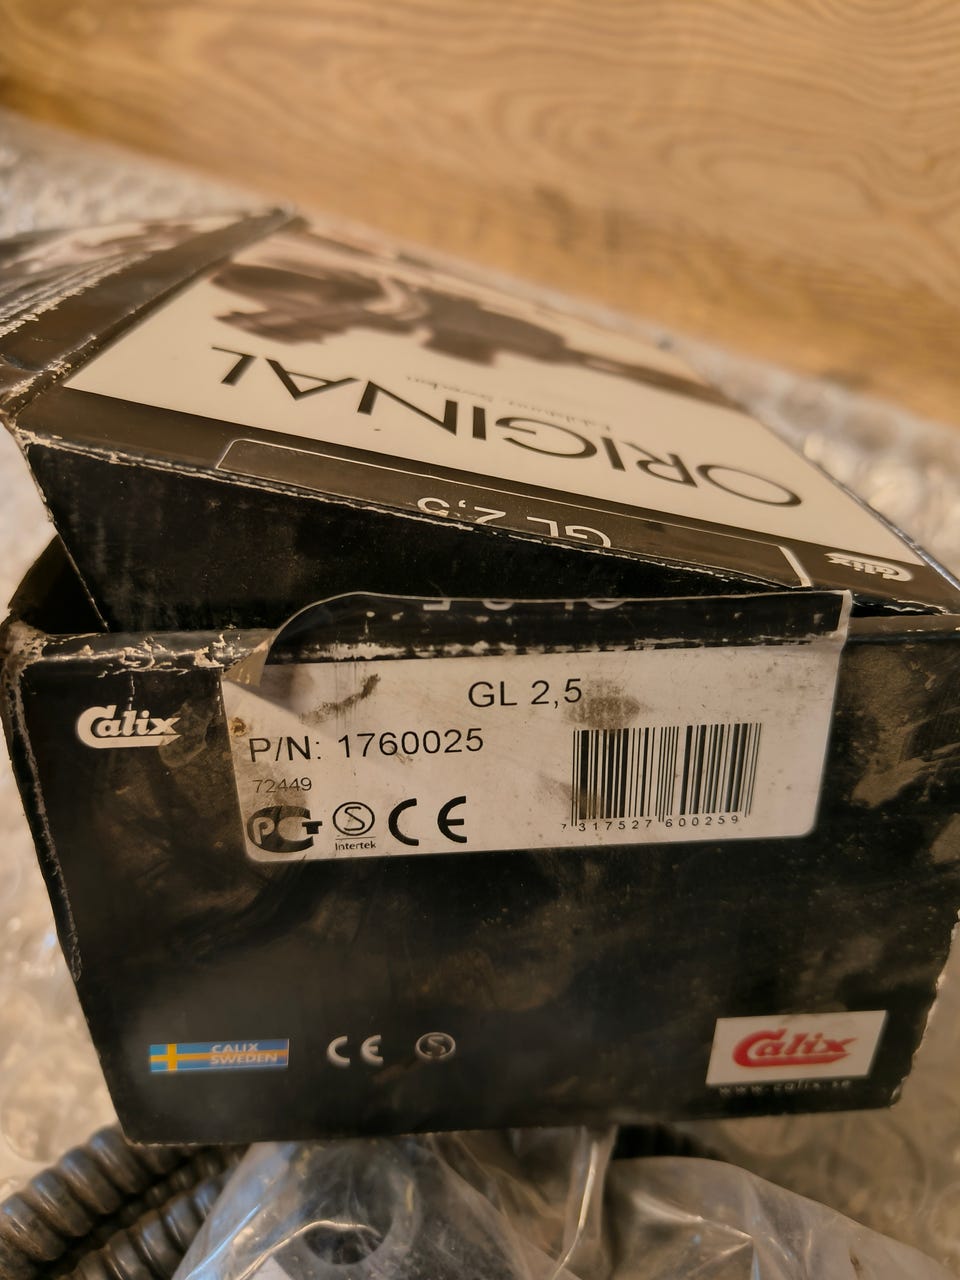 ORIGINAL
GL 2,5
Calix
Calix
GL 2,5
P/N: 1760025
72449
Intertek
CE
7 317527 600259
CALIX
SWEDEN
CE
Calix
www.calix.se